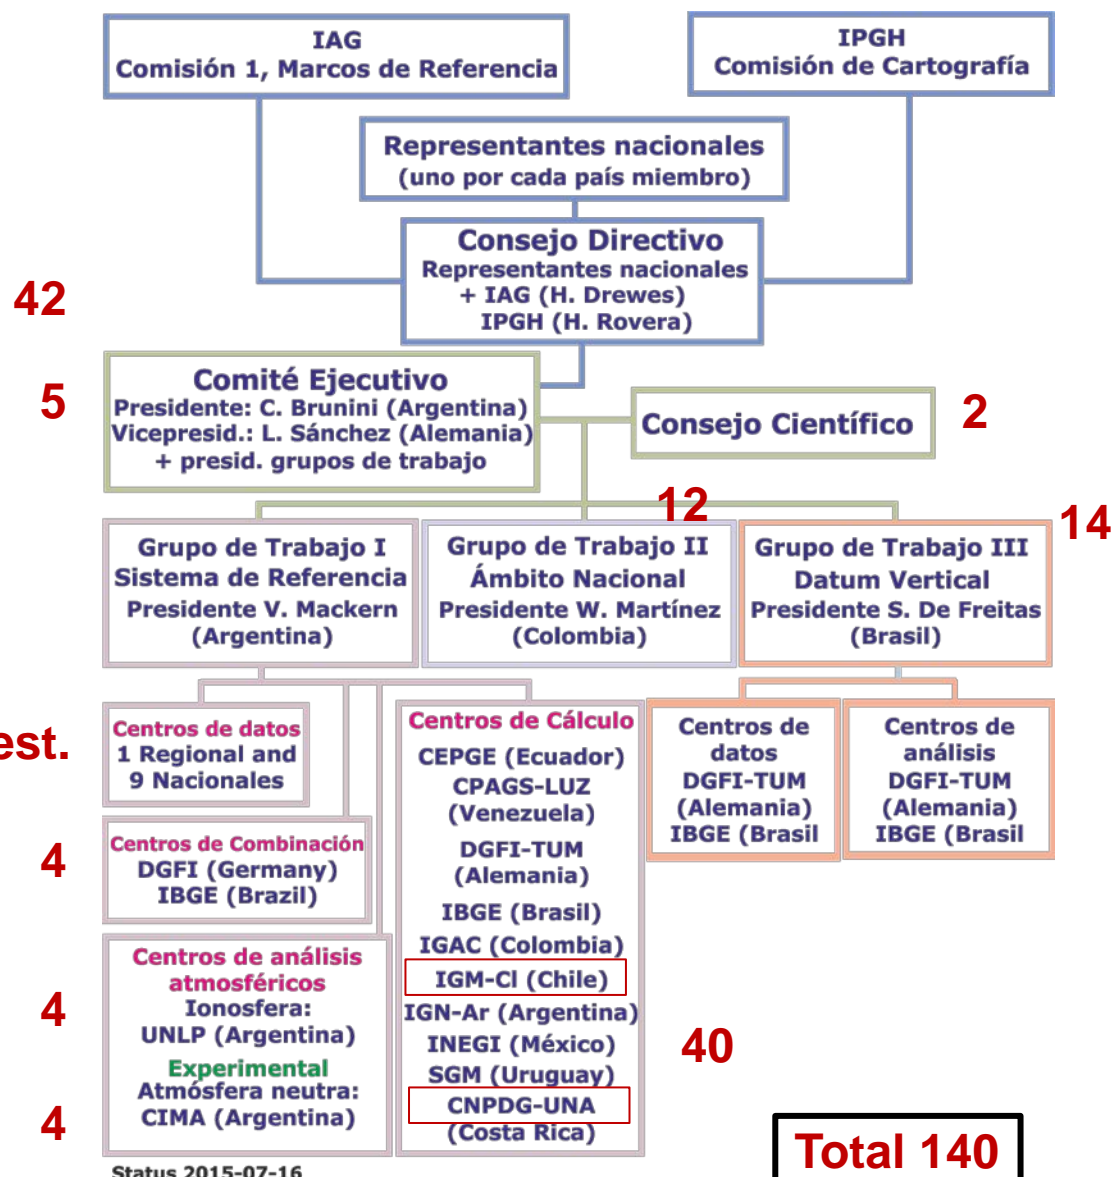 IAG
Comisión 1, Marcos de Referencia
IPGH
Comisión de Cartografía
Representantes nacionales
(uno por cada país miembro)
Consejo Directivo
Representantes nacionales
+ IAG (H. Drewes)
IPGH (H. Rovera)
42
Comité Ejecutivo
Presidente: C. Brunini (Argentina)
Vicepresid.: L. Sánchez (Alemania)
+ presid. grupos de trabajo
5
Consejo Científico
2
12
14
Grupo de Trabajo I
Sistema de Referencia
Presidente V. Mackern
(Argentina)
Grupo de Trabajo II
Ámbito Nacional
Presidente W. Martínez
(Colombia)
Grupo de Trabajo III
Datum Vertical
Presidente S. De Freitas
(Brasil)
est.
Centros de datos
1 Regional and
9 Nacionales
4
Centros de Combinación
DGFI (Germany)
IBGE (Brazil)
4
Centros de análisis
atmosféricos
Ionosfera:
UNLP (Argentina)
Experimental
Atmósfera neutra:
CIMA (Argentina)
4
Centros de Cálculo
CEPGE (Ecuador)
CPAGS-LUZ
(Venezuela)
DGFI-TUM
(Alemania)
IBGE (Brasil)
IGAC (Colombia)
IGM-Cl (Chile)
IGN-Ar (Argentina)
INEGI (México)
SGM (Uruguay)
CNPDG-UNA
(Costa Rica)
40
Centros de
datos
DGFI-TUM
(Alemania)
IBGE (Brasil
Centros de
análisis
DGFI-TUM
(Alemania)
IBGE (Brasil
Total 140
Status 2015-07-16